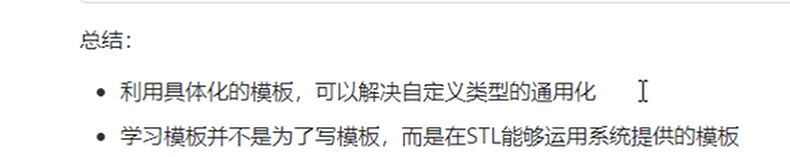 总结：
利用具体化的模板，可以解决自定义类型的通用化
学习模板并不是为了写模板，而是在STL能够运用系统提供的模板